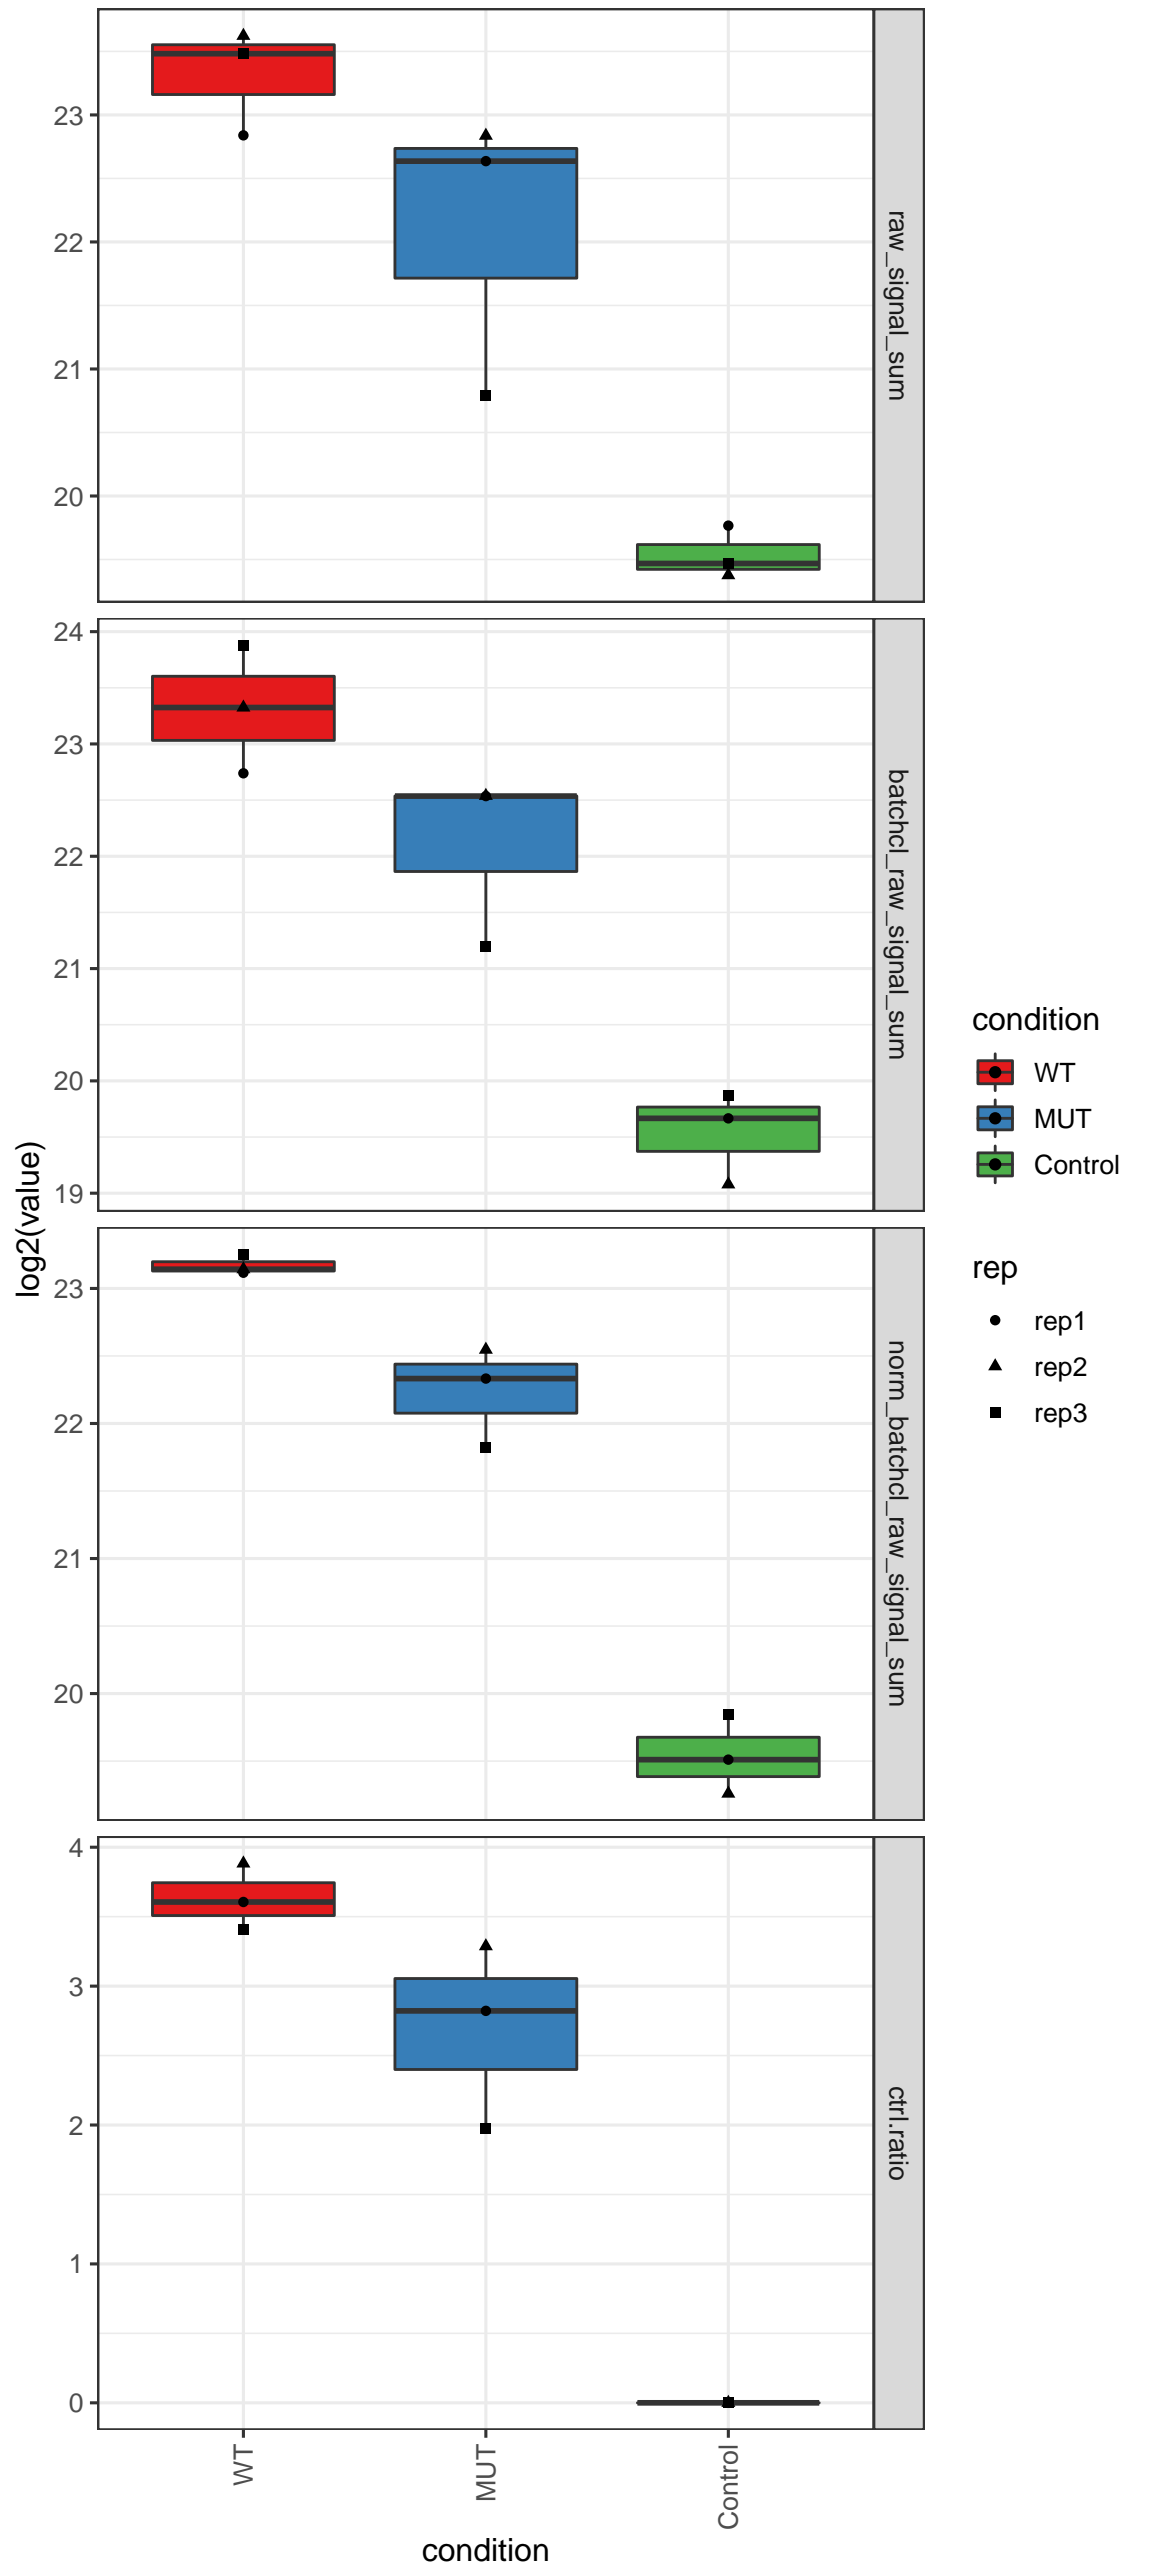 log2(value)
23
22
21
20
raw_signal_sum
24
23
22
21
20
19
batchcl_raw_signal_sum
23
22
21
20
norm_batchcl_raw_signal_sum
4
3
2
1
0
ctrl.ratio
WT
MUT
Control
condition
condition
WT
MUT
Control
rep
rep1
rep2
rep3